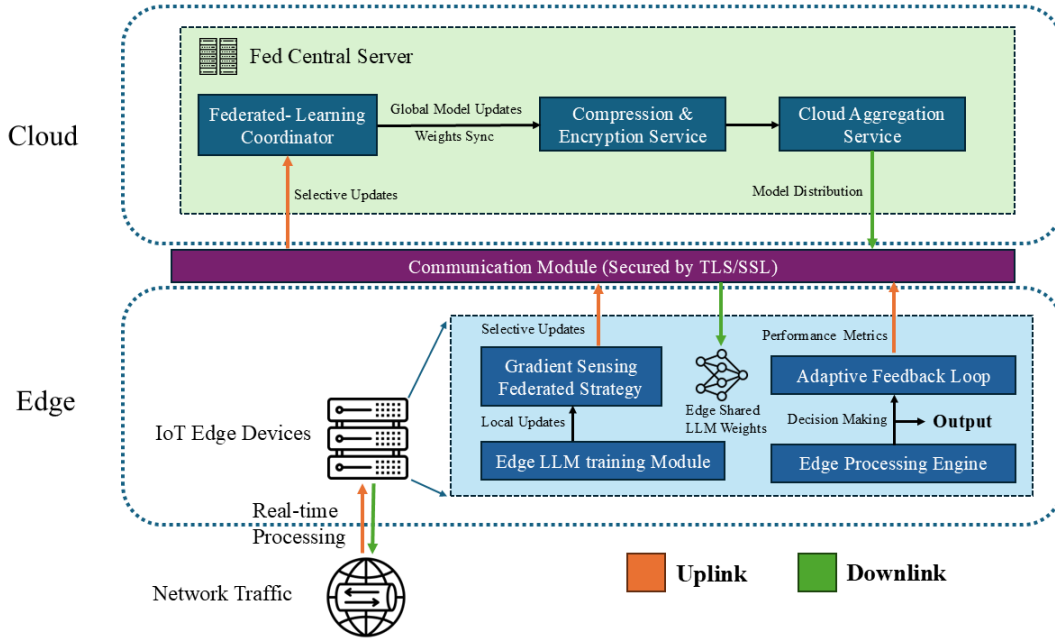 Fed Central Server
Cloud
Federated- Learning
Coordinator
Global Model Updates
Weights Sync
Compression &
Encryption Service
Cloud Aggregation
Service
Selective Updates
Model Distribution
Communication Module (Secured by TLS/SSL)
Edge
IoT Edge Devices
Selective Updates
Gradient Sensing
Federated Strategy
Local Updates
Edge LLM training Module
Edge Shared
LLM Weights
Performance Metrics
Adaptive Feedback Loop
Decision Making
Output
Edge Processing Engine
Real-time
Processing
Network Traffic
Uplink
Downlink